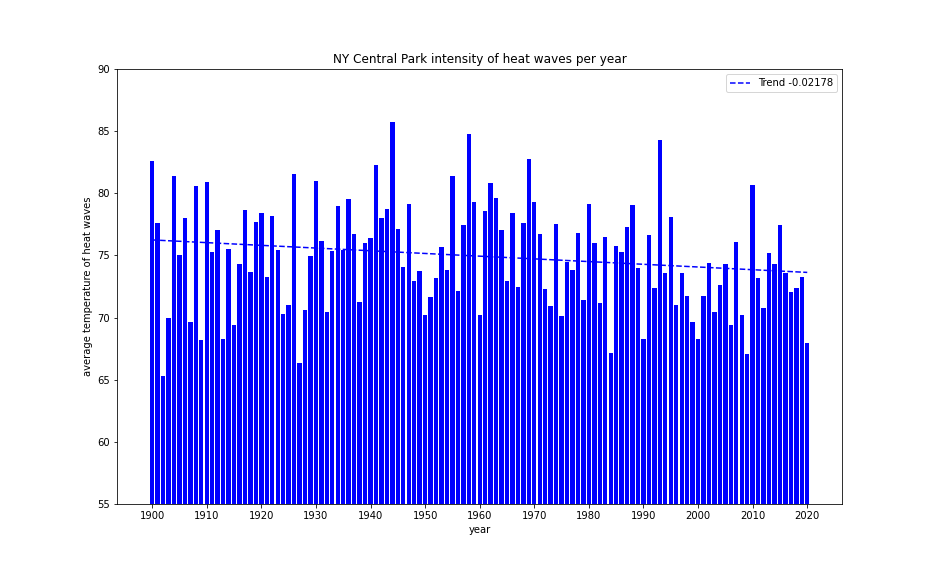 NY Central Park intensity of heat waves per year
Trend -0.02178
average temperature of heat waves
90
85
80
75
70
65
60
55
1900 1910 1920 1930 1940 1950 1960 1970 1980 1990 2000 2010 2020
year